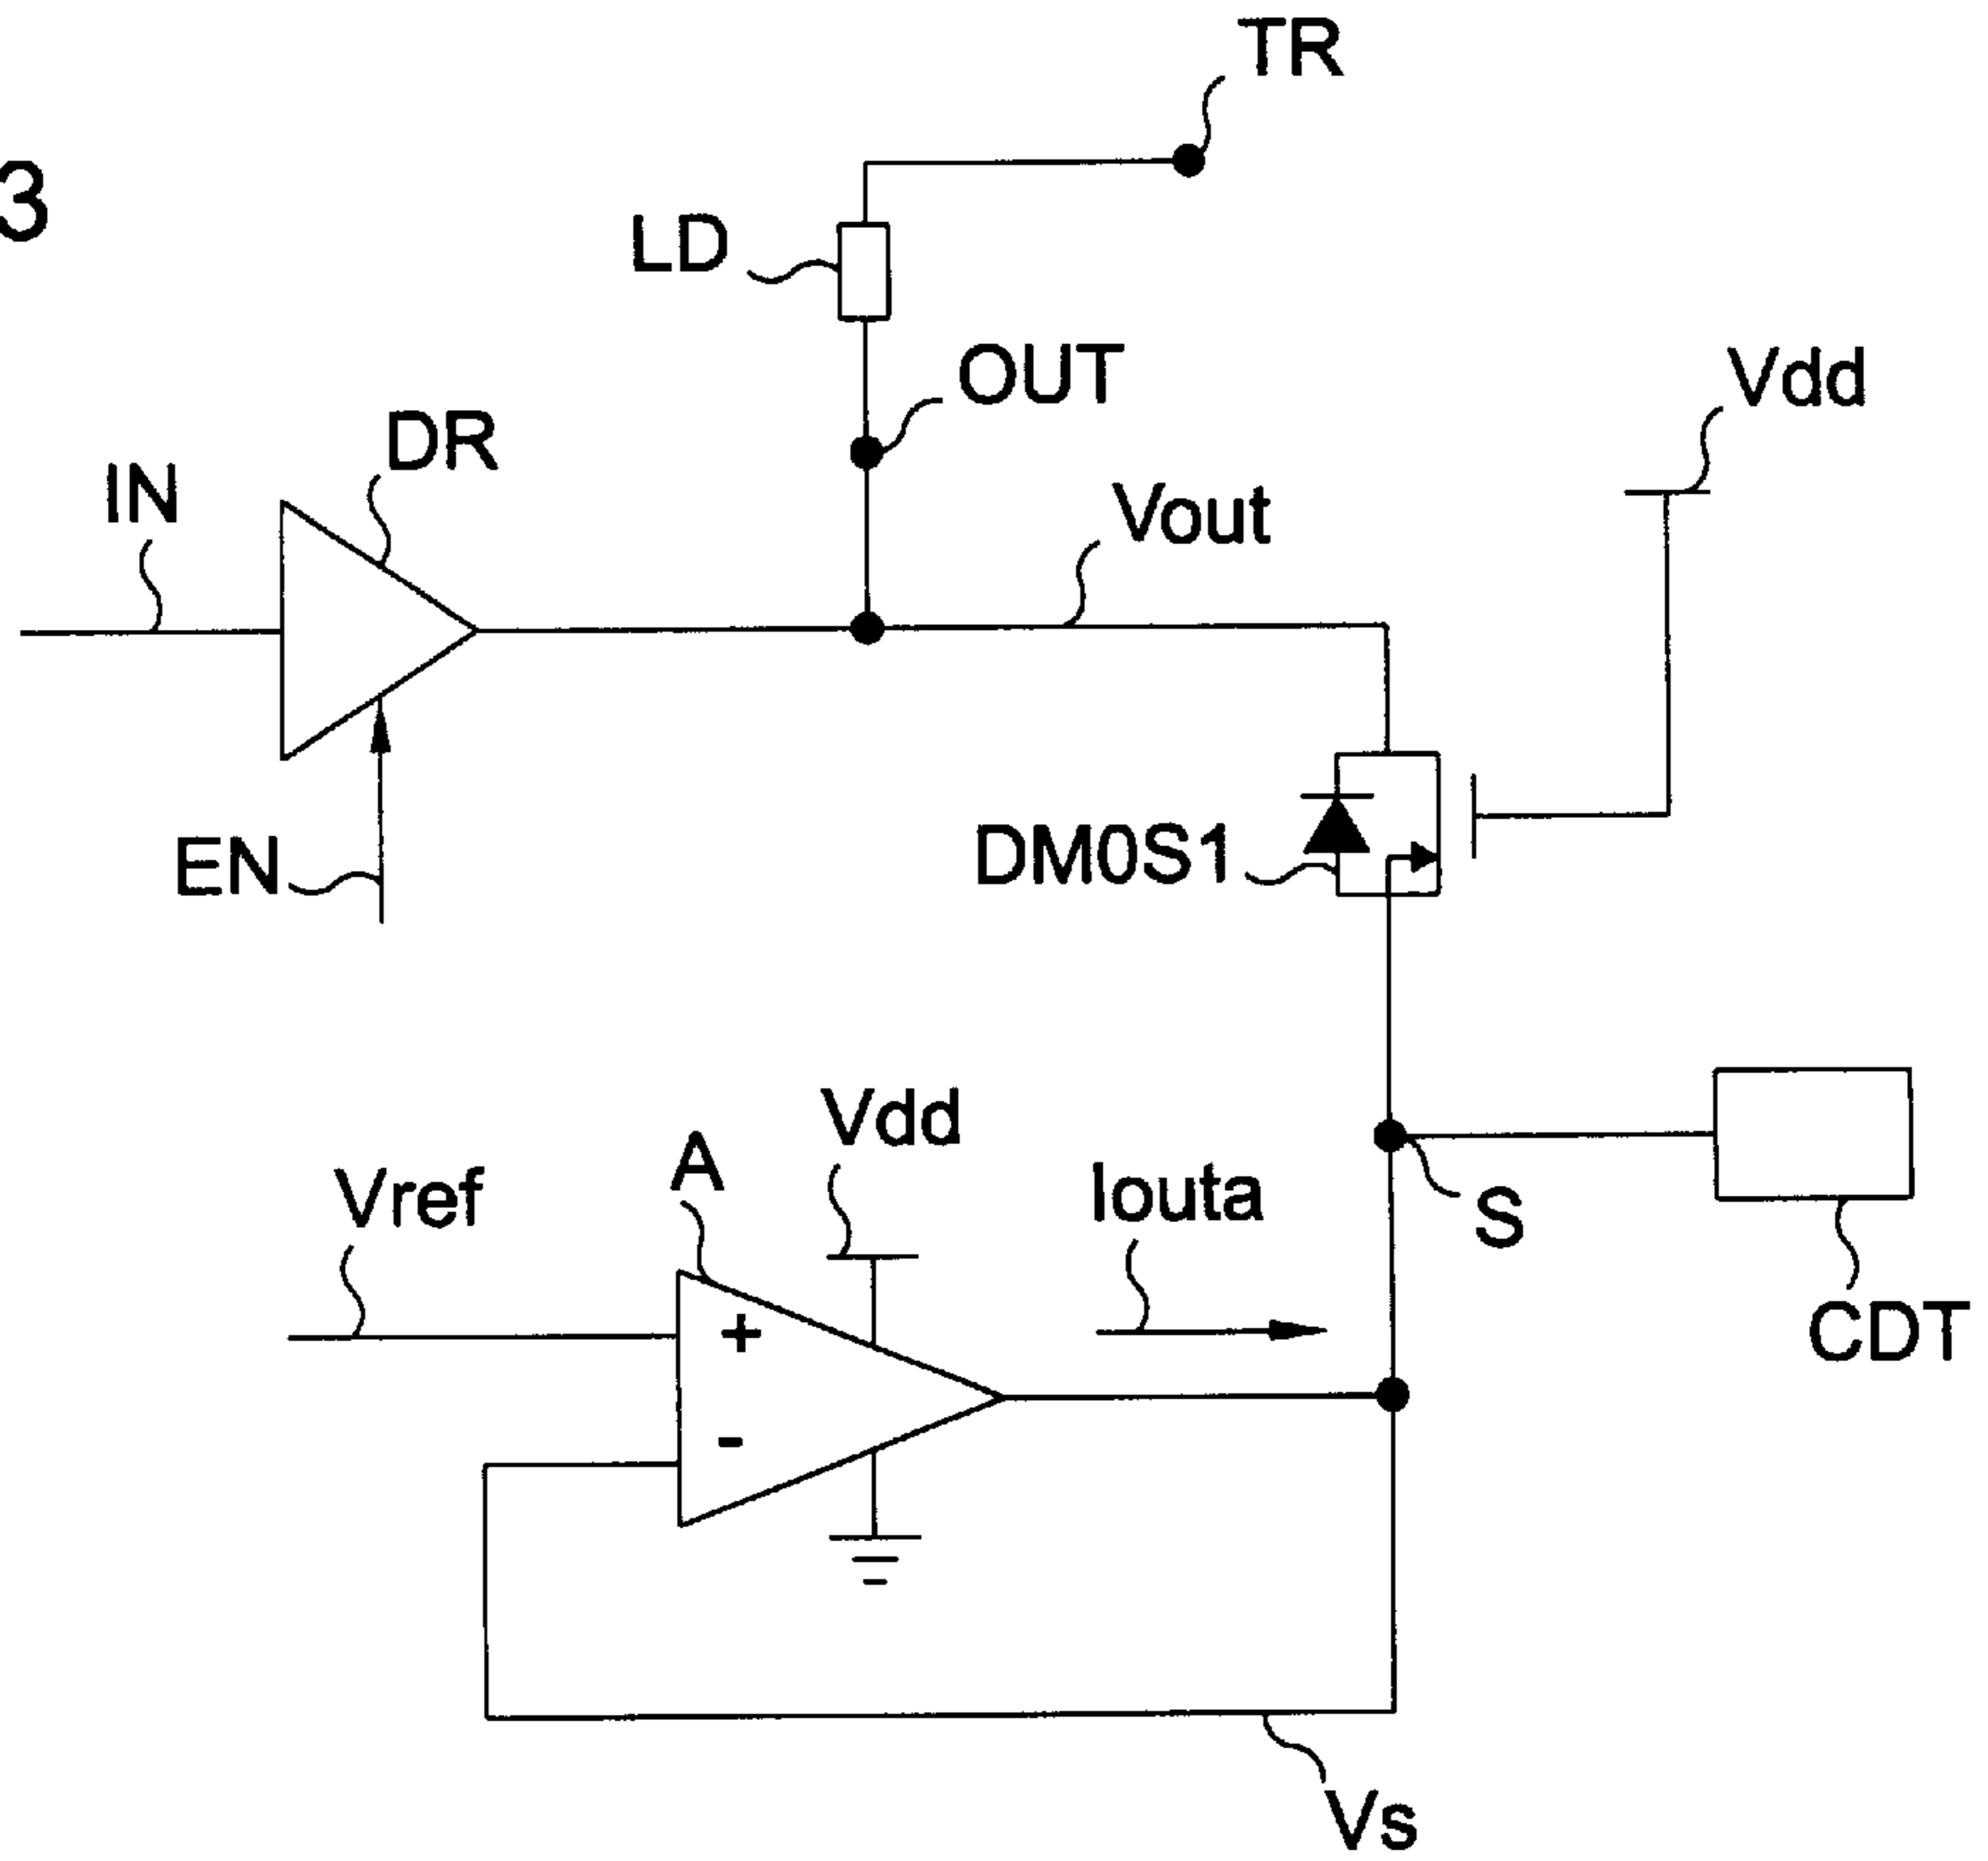 TR
3
LD
OUT
Vdd
DR
IN
Vout
EN
DM0S1
Vdd
A
Vref
Iouta
S
CDT
+
-
Vs